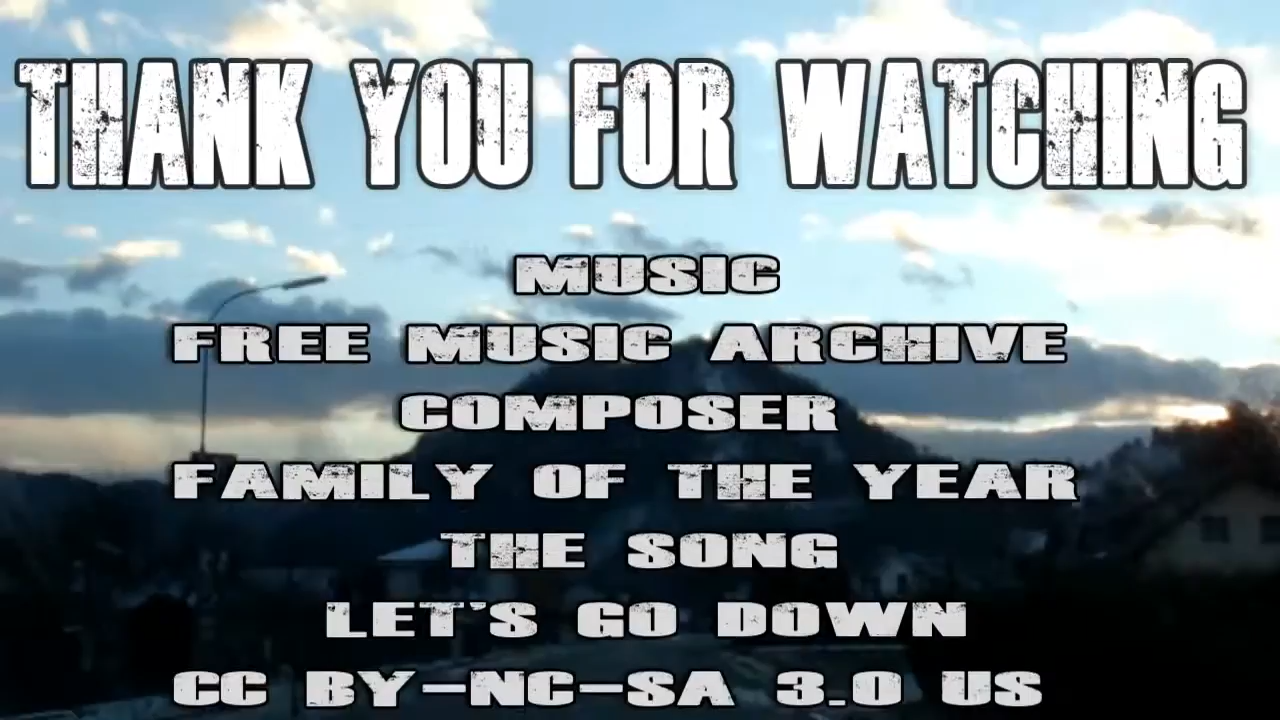 THANK YOU FOR WATCHING
MUSIC
FREE MUSIC ARCHIVE
COMPOSER
FAMILY OF THE YEAR
THE SONG
LET'S GO DOWN
CC BY-NC-SA 3.0 US